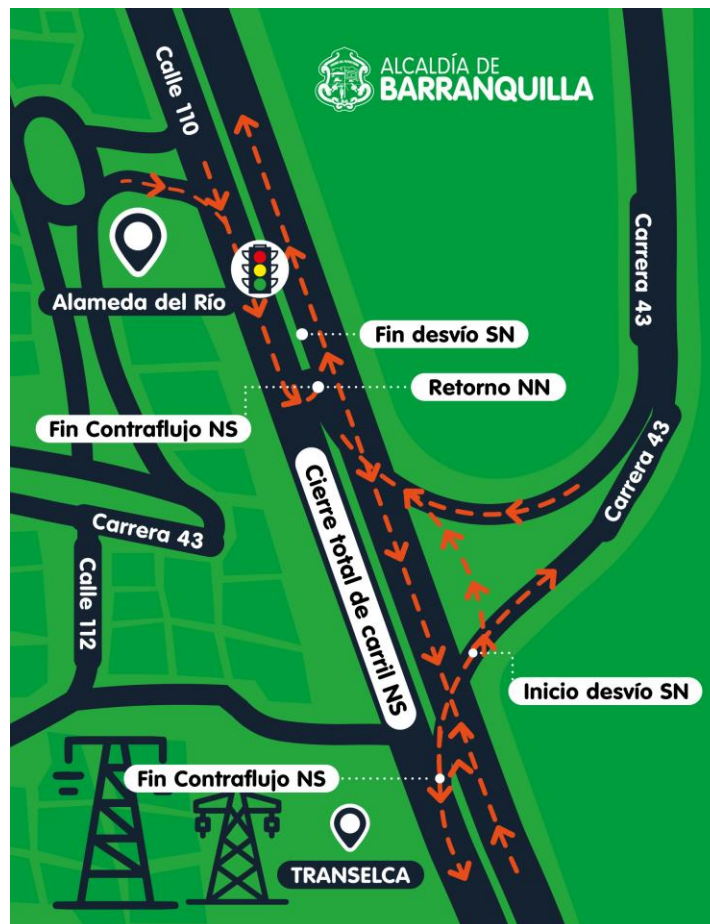 Calle 110
ALCALDÍA DE
BARRANQUILLA
Carrera 43
Alameda del Río
Fin desvío SN
Retorno NN
Fin Contraflujo NS
Carrera 43
Cierre total de carril NS
Carrera 43
Calle 112
Inicio desvío SN
Fin Contraflujo NS
TRANSELCA